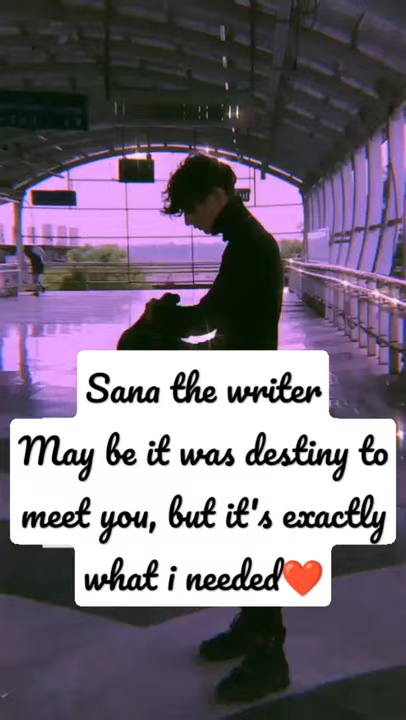 Sana the writer
May be it was destiny to
meet you, but it's exactly
what i needed❤️